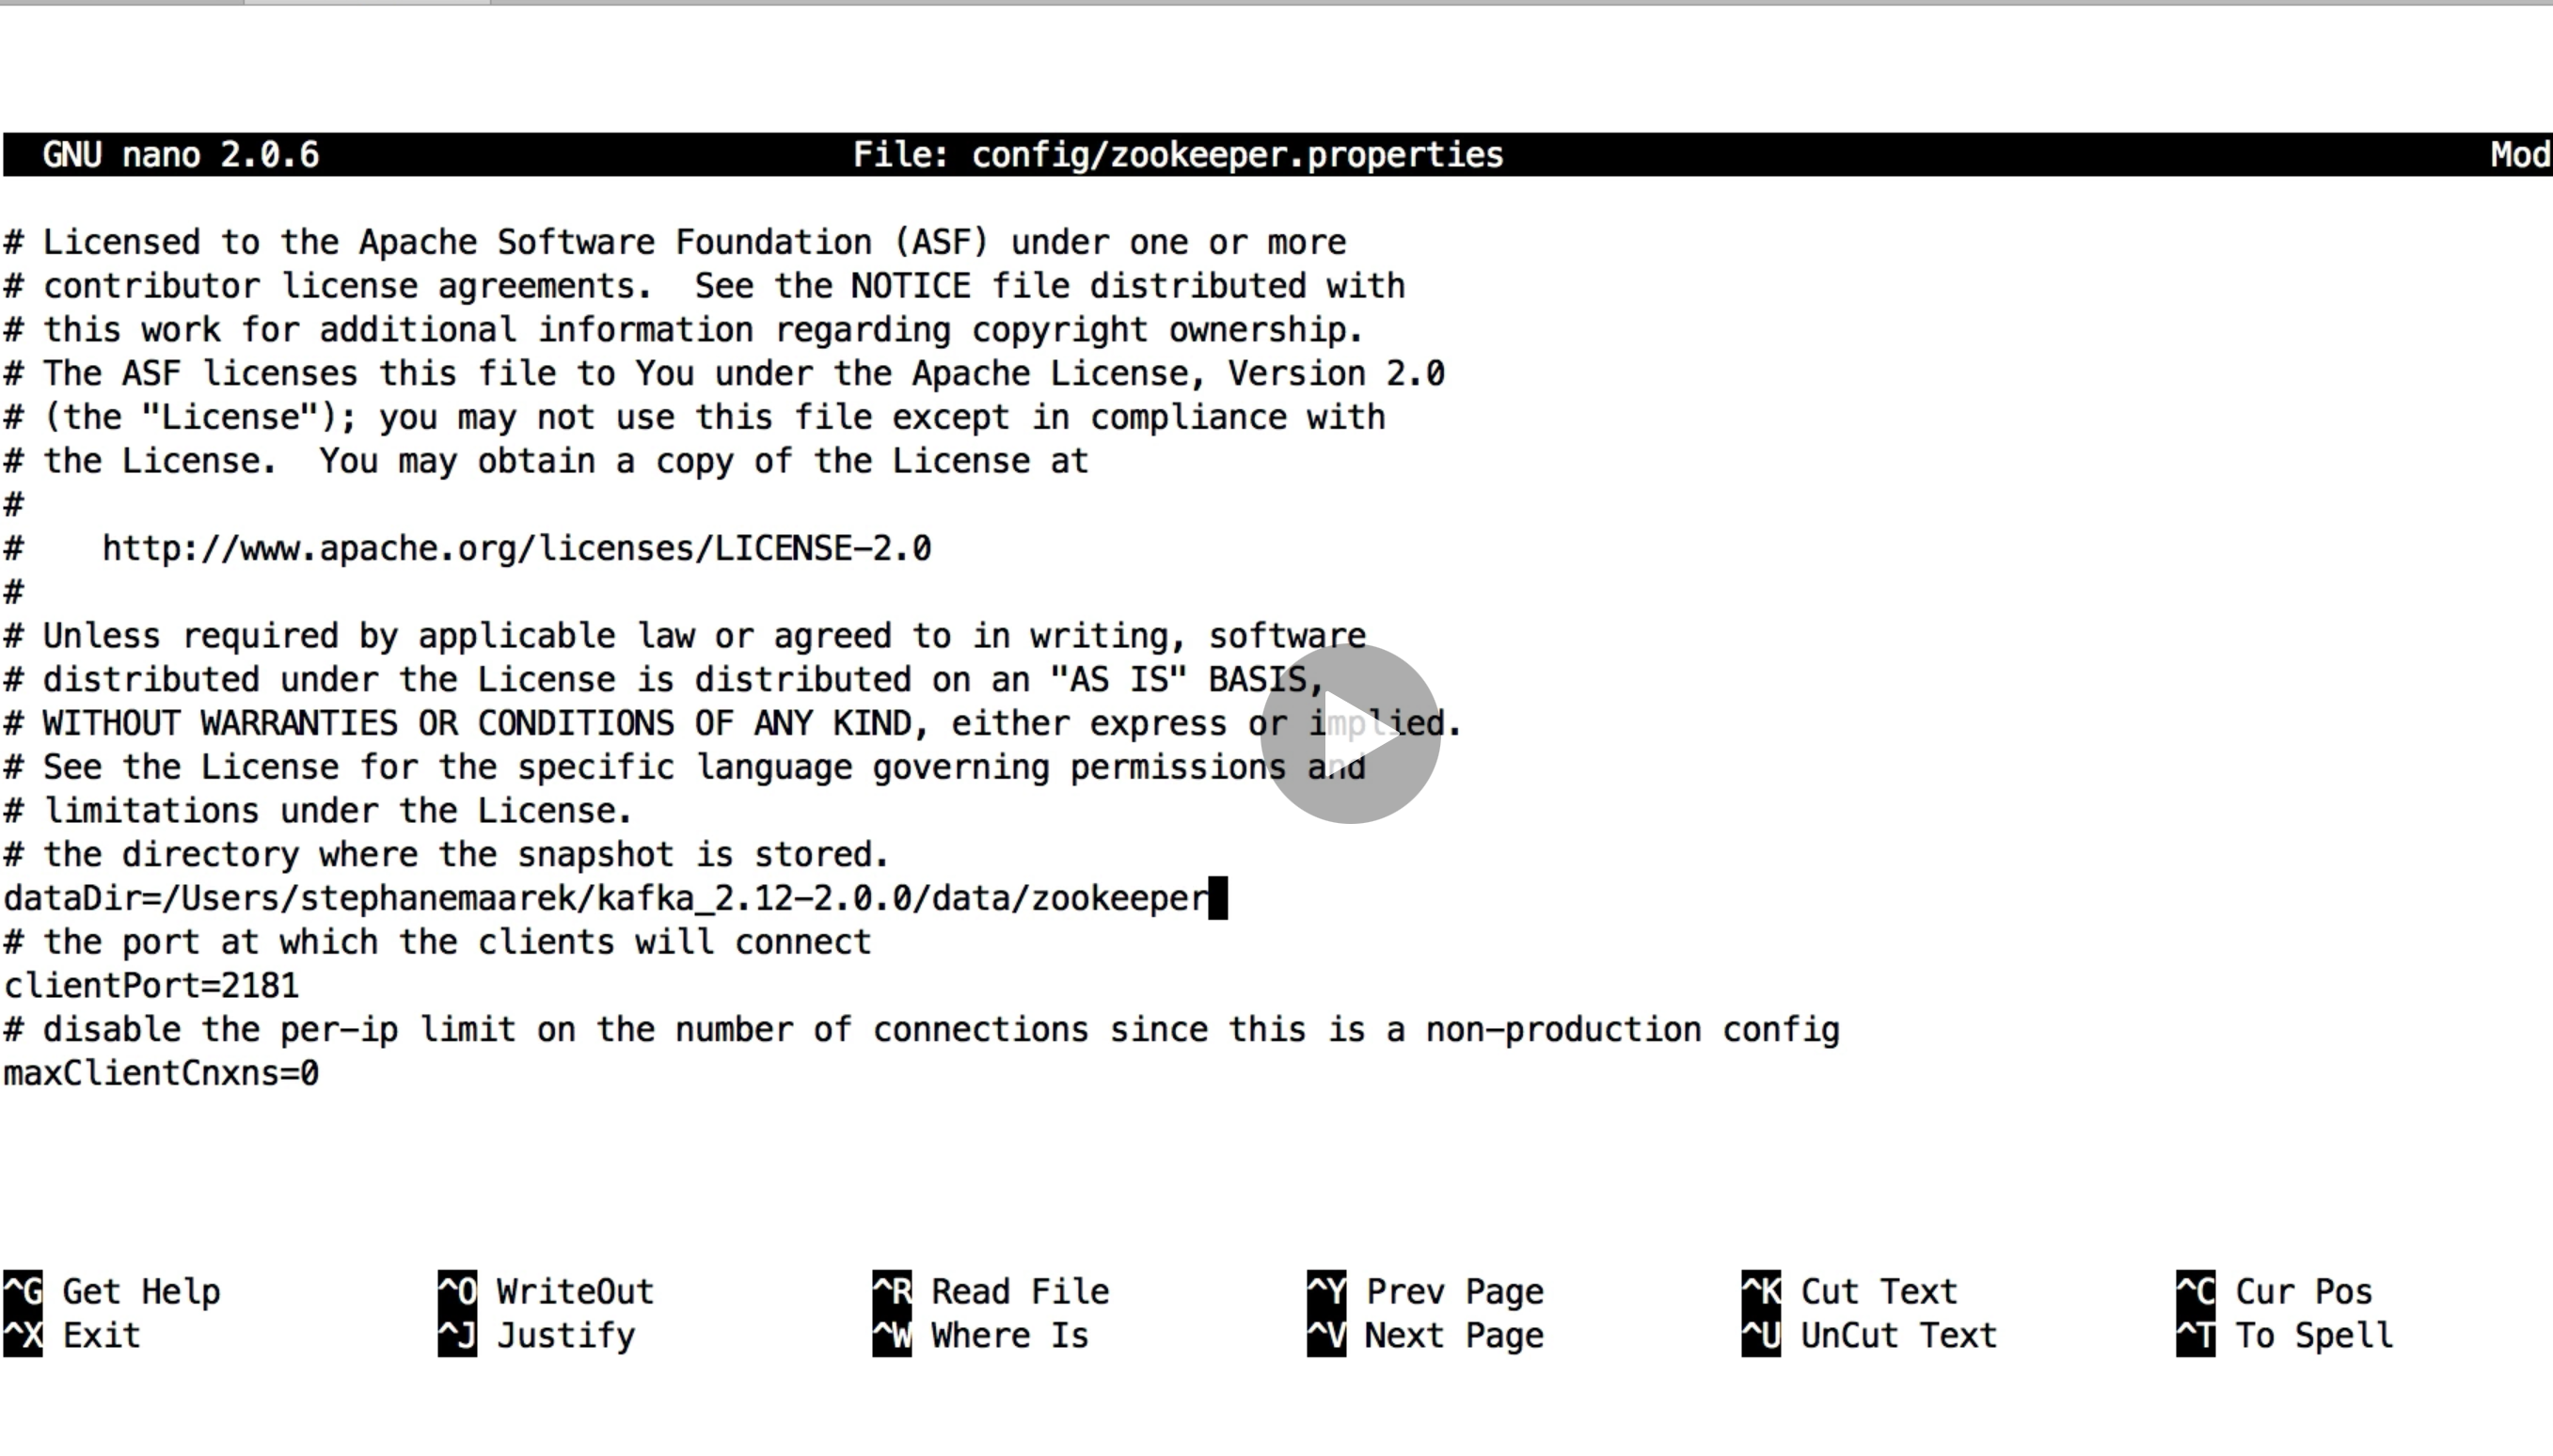 GNU nano 2.0.6 File: config/zookeeper.properties Mod
# Licensed to the Apache Software Foundation (ASF) under one or more
# contributor license agreements.  See the NOTICE file distributed with
# this work for additional information regarding copyright ownership.
# The ASF licenses this file to You under the Apache License, Version 2.0
# (the "License"); you may not use this file except in compliance with
# the License.  You may obtain a copy of the License at
#
#    http://www.apache.org/licenses/LICENSE-2.0
#
# Unless required by applicable law or agreed to in writing, software
# distributed under the License is distributed on an "AS IS" BASIS,
# WITHOUT WARRANTIES OR CONDITIONS OF ANY KIND, either express or implied.
# See the License for the specific language governing permissions and
# limitations under the License.
# the directory where the snapshot is stored.
dataDir=/Users/stephanemaarek/kafka_2.12-2.0.0/data/zookeeper
# the port at which the clients will connect
clientPort=2181
# disable the per-ip limit on the number of connections since this is a non-production config
maxClientCnxns=0
^G Get Help ^O WriteOut ^R Read File ^Y Prev Page ^K Cut Text ^C Cur Pos
^X Exit ^J Justify ^W Where Is ^V Next Page ^U UnCut Text ^T To Spell